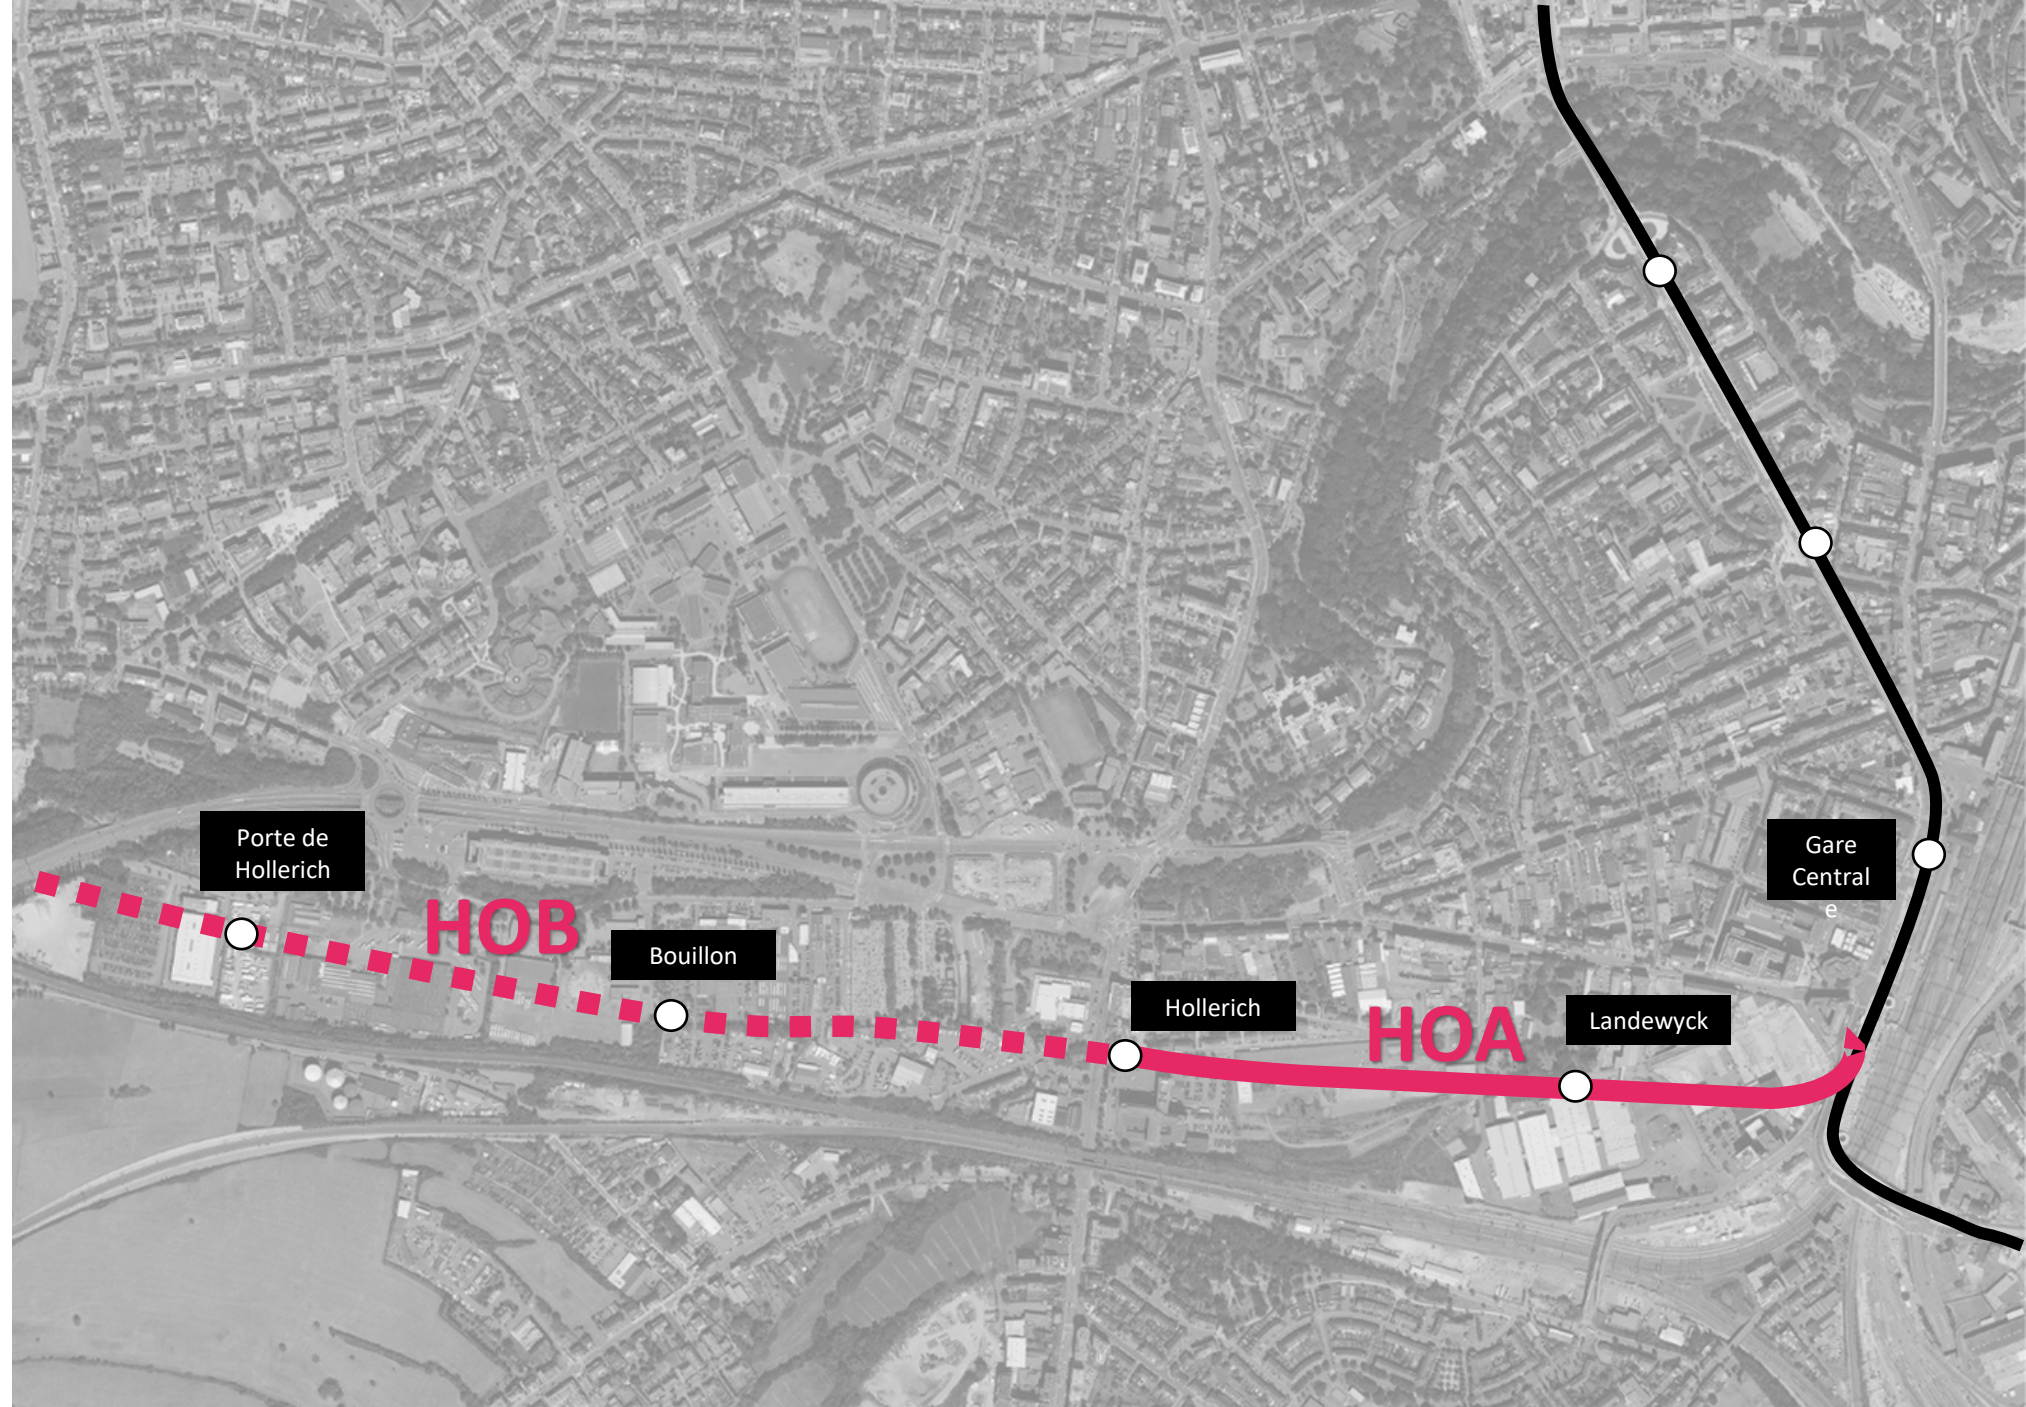 Porte de
Hollerich
HOB
Bouillon
Hollerich
HOA
Landewyck
Gare
Central
e